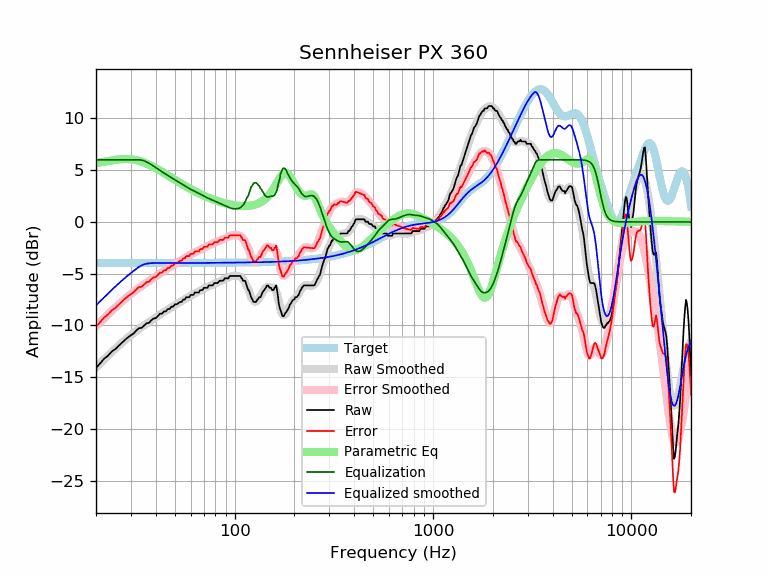 Sennheiser PX 360
Amplitude (dBr)
10
5
0
−5
−10
−15
−20
−25
Target
Raw Smoothed
Error Smoothed
Raw
Error
Parametric Eq
Equalization
Equalized smoothed
100
1000
10000
Frequency (Hz)